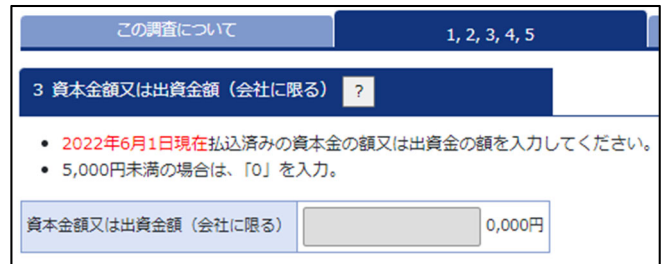 この調査について
1, 2, 3, 4, 5
3 資本金額又は出資金額（会社に限る） ?
• 2022年6月1日現在払込済みの資本金の額又は出資金の額を入力してください。
• 5,000円未満の場合は、「0」を入力。
資本金額又は出資金額（会社に限る） 0,000円